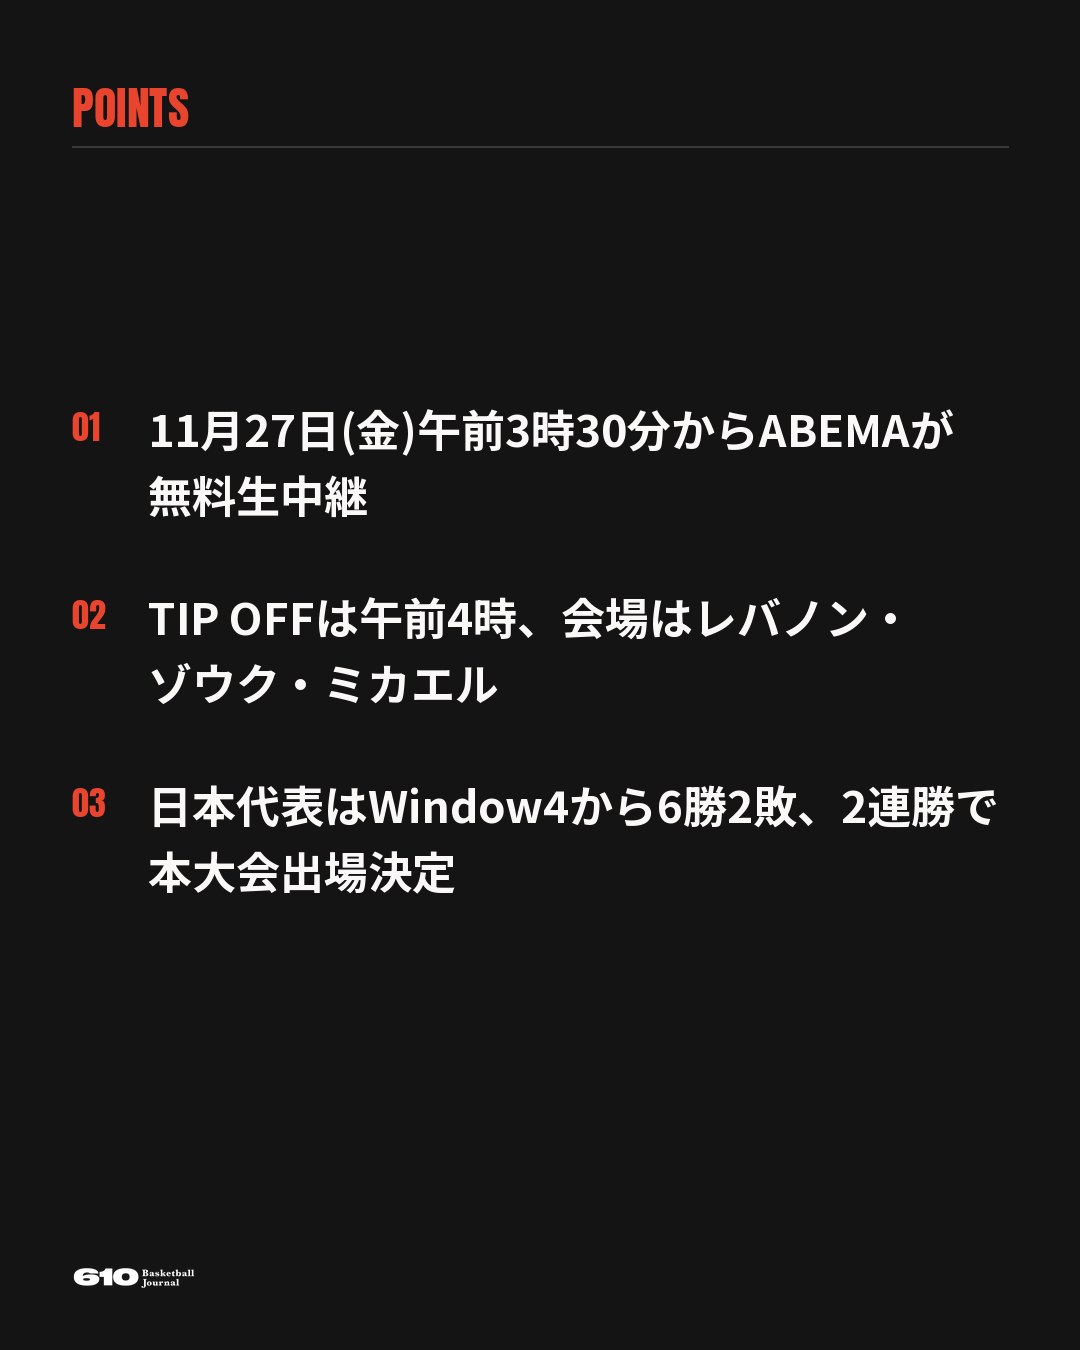 POINTS
01
11月27日(金)午前3時30分からABEMAが
無料生中継
02
TIP OFFは午前4時、会場はレバノン・
ゾウク・ミカエル
03
日本代表はWindow4から6勝2敗、2連勝で
本大会出場決定
610 Basketball
Journal